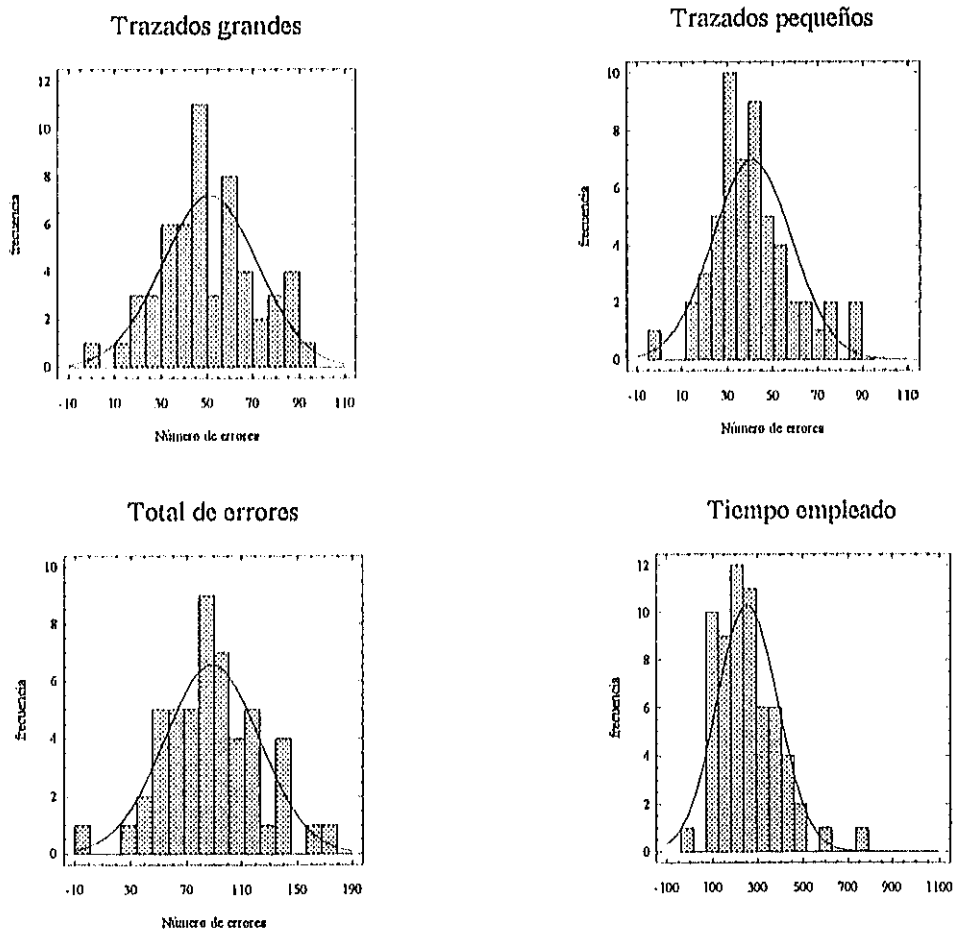 Trazados grandes
12
10
8
6
4
2
0
frecuencia
-10 10 30 50 70 90 110
Número de errores
Trazados pequeños
10
8
6
4
2
0
frecuencia
-10 10 30 50 70 90 110
Número de errores
Total de errores
10
8
6
4
2
0
frecuencia
-10 30 70 110 150 190
Número de errores
Tiempo empleado
12
10
8
6
4
2
0
frecuencia
-100 100 300 500 700 900 1100